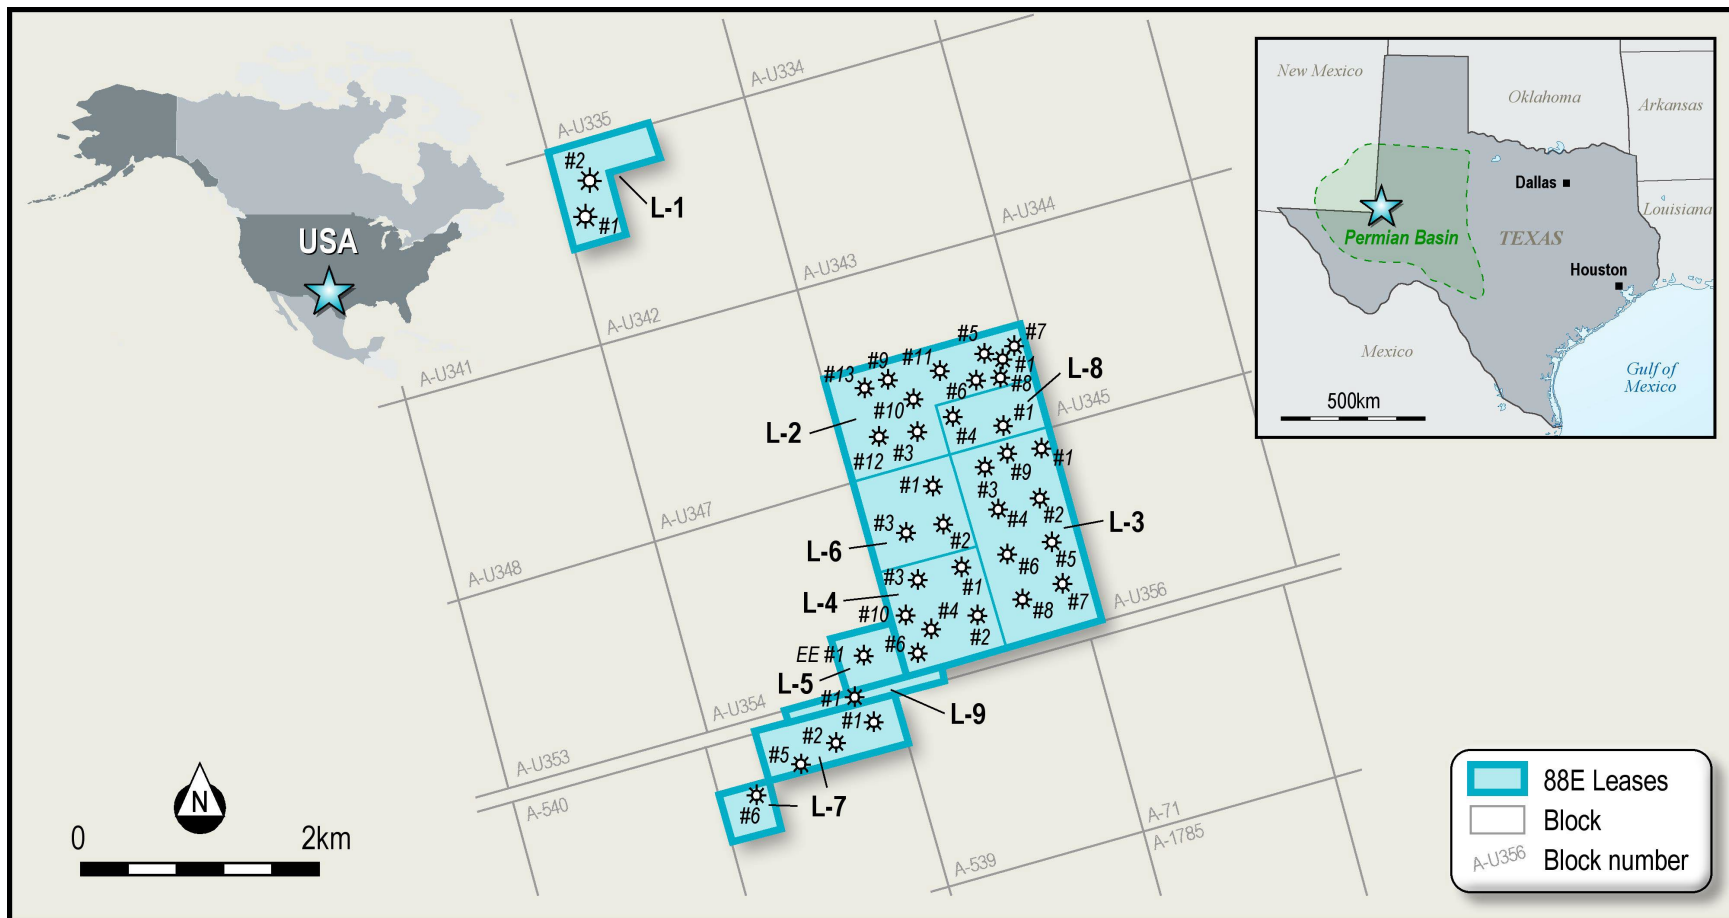 A-U334
A-U335
#2
#1
L-1
USA
A-U344
A-U343
A-U342
A-U341
#5
#7
#9
#11
#13
#1
#6
#8
L-8
#10
#1
A-U345
L-2
#4
#3
#12
#1
#9
#1
#3
#2
#4
L-3
#3
#2
L-6
#5
#6
A-U347
A-U348
#3
#1
L-4
#7
#8
A-U356
#10
#4
#2
#6
EE #1
L-5
#1
L-9
A-U354
#1
#2
#5
A-U353
L-7
#6
A-540
A-71
A-1785
A-539
N
0
2km
New Mexico
Oklahoma
Arkansas
Dallas
Louisiana
Permian Basin
TEXAS
Houston
Mexico
Gulf of
Mexico
500km
88E Leases
Block
A-U356
Block number